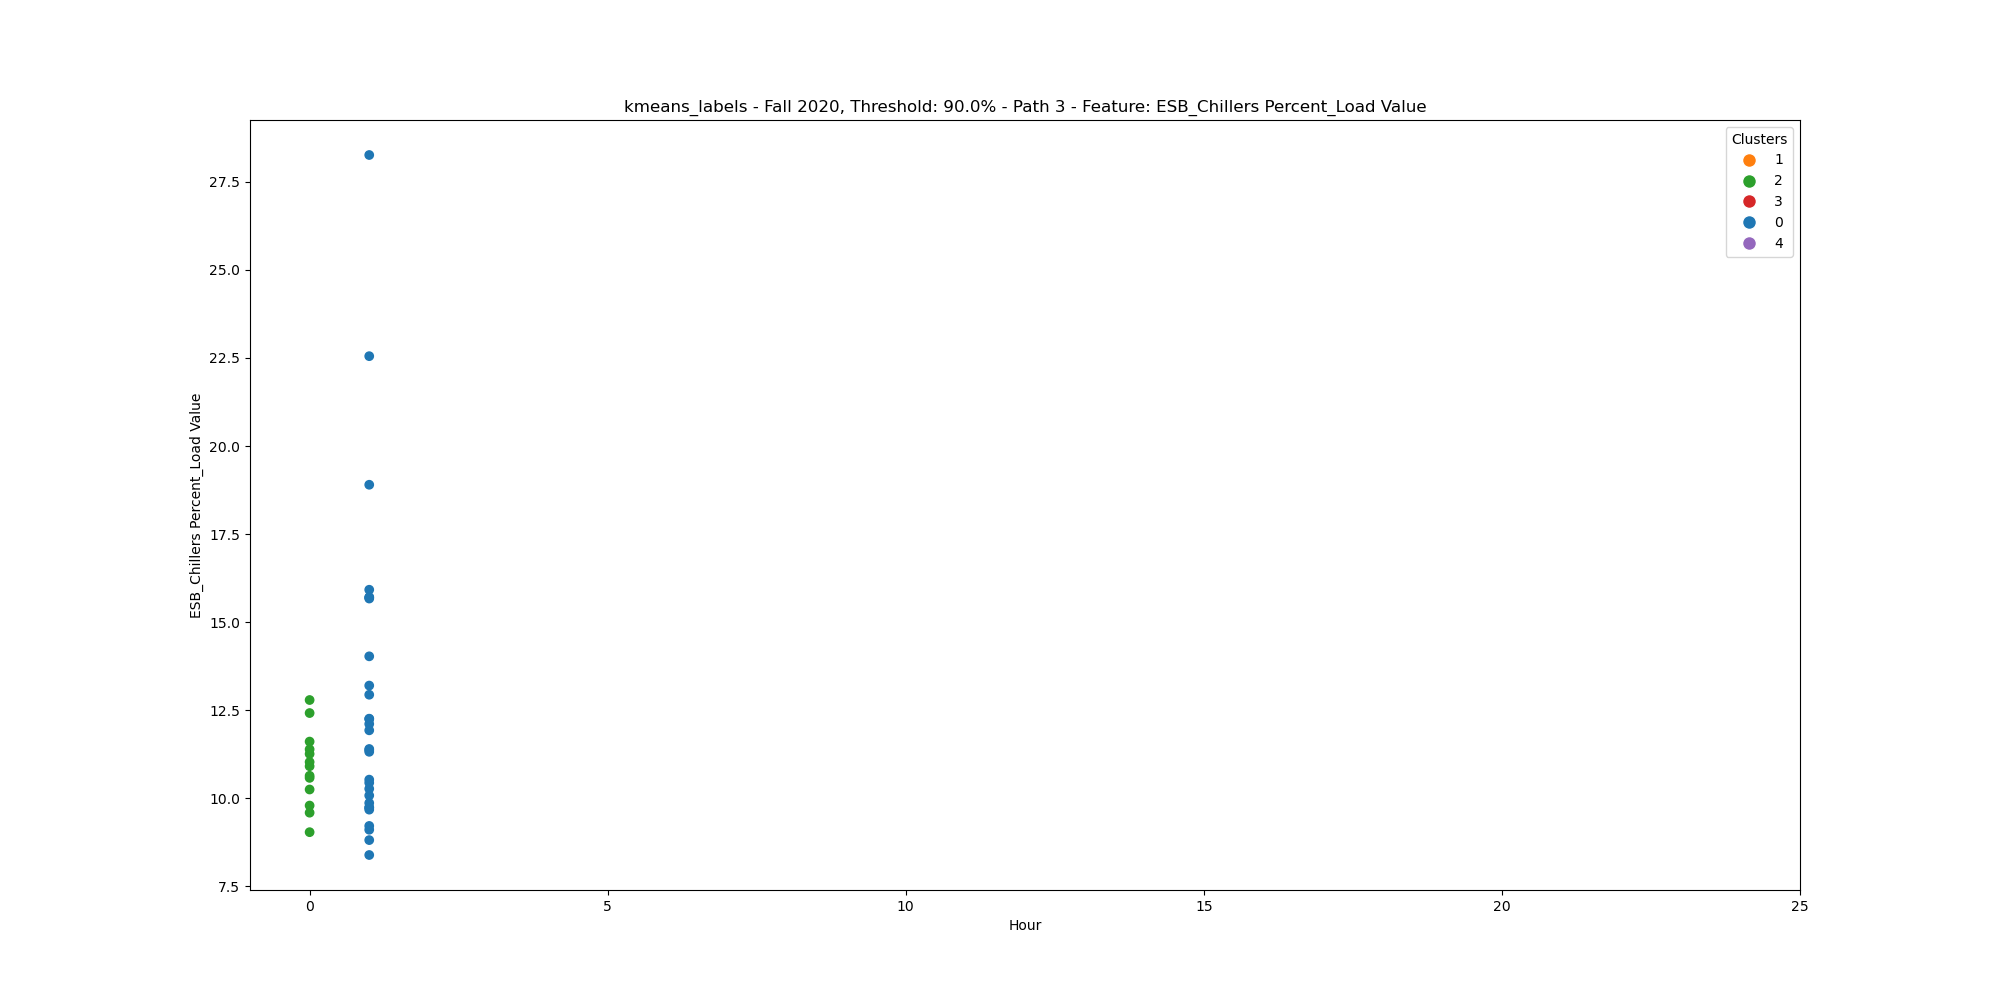 kmeans_labels - Fall 2020, Threshold: 90.0% - Path 3 - Feature: ESB_Chillers Percent_Load Value
Clusters
1
2
3
0
4
27.5
25.0
22.5
20.0
17.5
15.0
12.5
10.0
7.5
ESB_Chillers Percent_Load Value
0 5 10 15 20 25
Hour